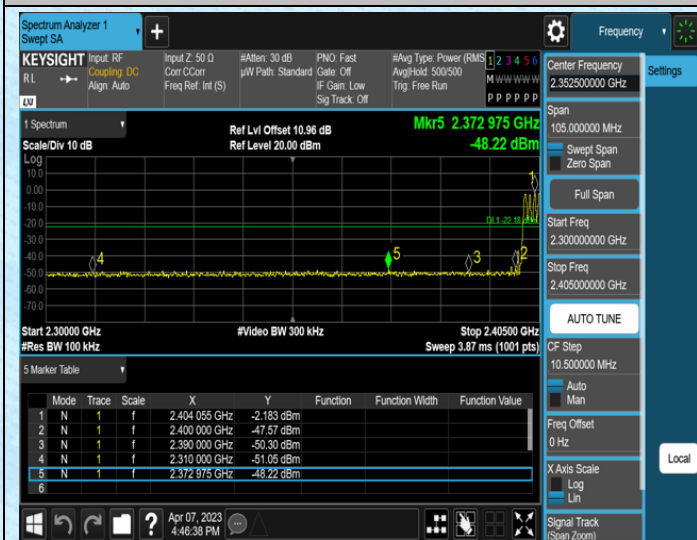 Spectrum Analyzer 1
Swept SA
+
Frequency
KEYSIGHT
RL
LXI
Input: RF
Coupling: DC
Align: Auto
Input Z: 50 Ω
Corr CCorr
Freq Ref: Int (S)
#Atten: 30 dB
µW Path: Standard
PNO: Fast
Gate: Off
IF Gain: Low
Sig Track: Off
#Avg Type: Power (RMS
Avg|Hold: 500/500
Trig: Free Run
1 2 3 4 5 6
M W W W W W
P P P P P P
1 Spectrum
Scale/Div 10 dB
Ref Lvl Offset 10.96 dB
Ref Level 20.00 dBm
Mkr5 2.372 975 GHz
-48.22 dBm
Log
10.0
0.00
-10.0
-20.0
-30.0
-40.0
-50.0
-60.0
-70.0
1
DL1 -22.18
4
5
3
2
Start 2.30000 GHz
#Video BW 300 kHz
Stop 2.40500 GHz
#Res BW 100 kHz
Sweep 3.87 ms (1001 pts)
5 Marker Table
Mode Trace Scale X Y Function Function Width Function Value
1 N 1 f 2.404 055 GHz -2.183 dBm
2 N 1 f 2.400 000 GHz -47.57 dBm
3 N 1 f 2.390 000 GHz -50.30 dBm
4 N 1 f 2.310 000 GHz -51.05 dBm
5 N 1 f 2.372 975 GHz -48.22 dBm
6
?
Apr 07, 2023
4:46:38 PM
Center Frequency
2.352500000 GHz
Span
105.000000 MHz
Swept Span
Zero Span
Full Span
Start Freq
2.300000000 GHz
Stop Freq
2.405000000 GHz
AUTO TUNE
CF Step
10.500000 MHz
Auto
Man
Freq Offset
0 Hz
X Axis Scale
Log
Lin
Signal Track
(Span Zoom)
Settings
Local